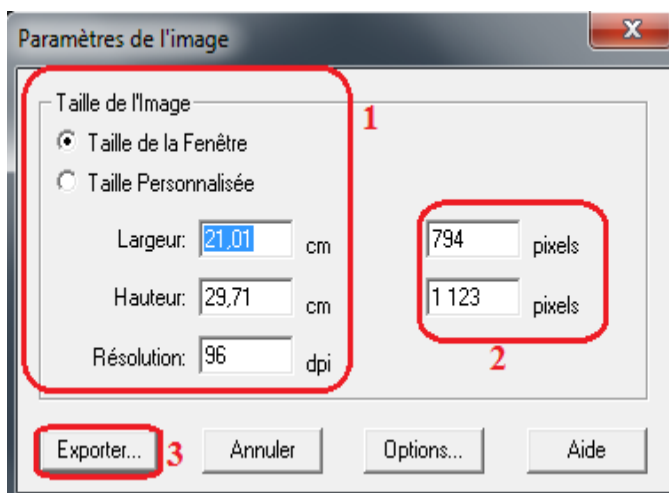 Paramètres de l'image
X
Taille de l'Image
1
Taille de la Fenêtre
Taille Personnalisée
Largeur: 21,01 cm 794 pixels
Hauteur: 29,71 cm 1 123 pixels
Résolution: 96 dpi 2
Exporter... 3 Annuler Options... Aide